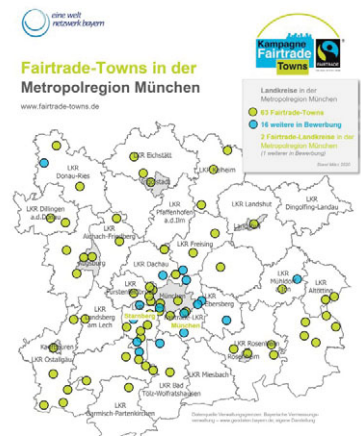 eine welt
netzwerk bayern
Kampagne
Fairtrade
Towns
FAIRTRADE
Fairtrade-Towns in der
Metropolregion München
www.fairtrade-towns.de
Landkreise in der
Metropolregion München
63 Fairtrade-Towns
16 weitere in Bewerbung
2 Fairtrade-Landkreise in der
Metropolregion München
(1 weiterer in Bewerbung)
LKR Eichstätt
LKR
Donau-Ries
LKR Dillingen
a.d.Donau
LKR
Pfaffenhofen
a.d.Ilm
LKR Landshut
LKR
Dingolfing-Landau
LKR
Aichach-Friedberg
LKR Freising
LKR Dachau
LKR
Mühldorf
LKR
Altötting
LKR
München
LKR
Ebersberg
LKR
am Lech
Starnberg
München
LKR Ostallgäu
LKR Rosenheim
Rosenheim
LKR Miesbach
LKR Bad
Tölz-Wolfratshausen
LKR
Garmisch-Partenkirchen